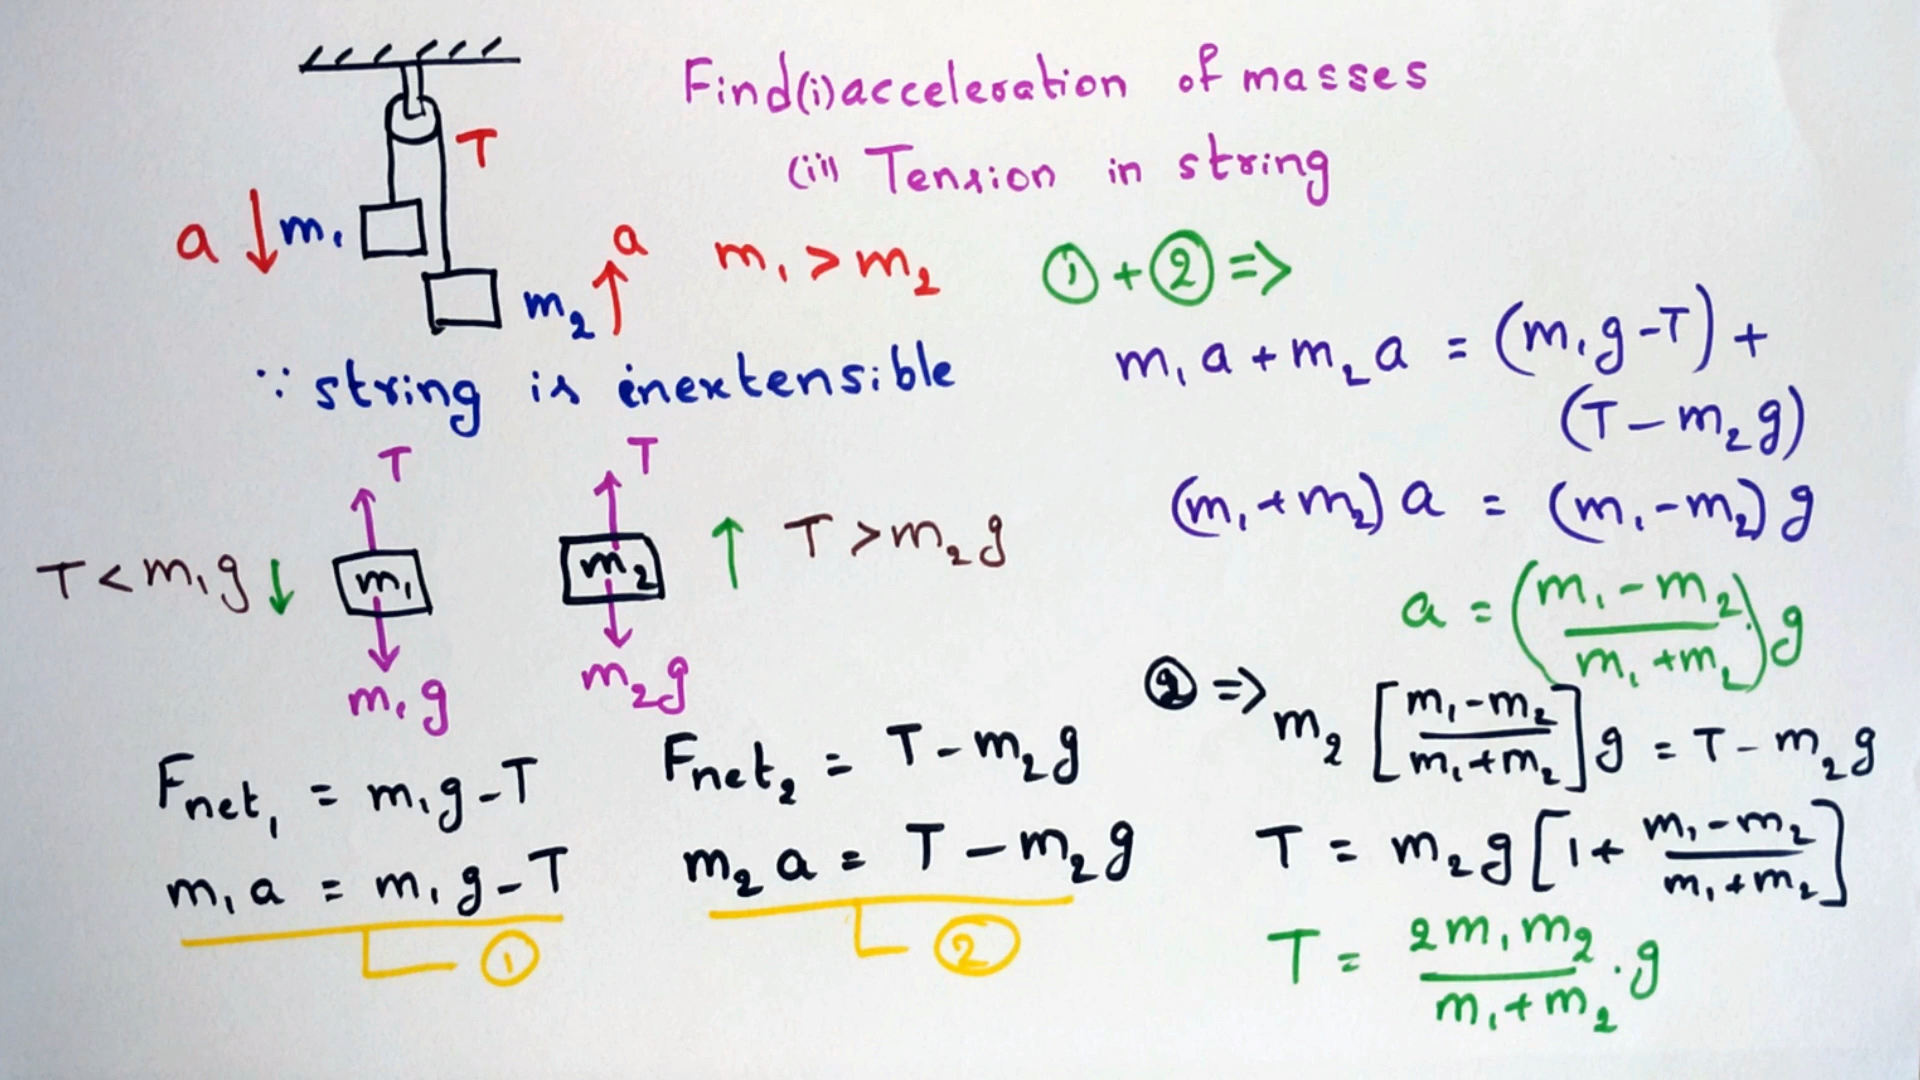 Find(i) acceleration of masses
(ii) Tension in string
T
a ↓ m₁
m₂ ↑ a
m₁ > m₂
∵ string is inextensible
T
T
T < m₁g ↓
m₁
m₂
↑ T > m₂g
m₁g
m₂g
Fnet₁ = m₁g - T
m₁a = m₁g - T
①
Fnet₂ = T - m₂g
m₂a = T - m₂g
②
① + ② ⇒
m₁a + m₂a = (m₁g - T) +
(T - m₂g)
(m₁ + m₂) a = (m₁ - m₂) g
a = ((m₁ - m₂)/(m₁ + m₂)) g
② ⇒ m₂ [(m₁ - m₂)/(m₁ + m₂)] g = T - m₂g
T = m₂g [1 + (m₁ - m₂)/(m₁ + m₂)]
T = 2m₁m₂/(m₁ + m₂) . g